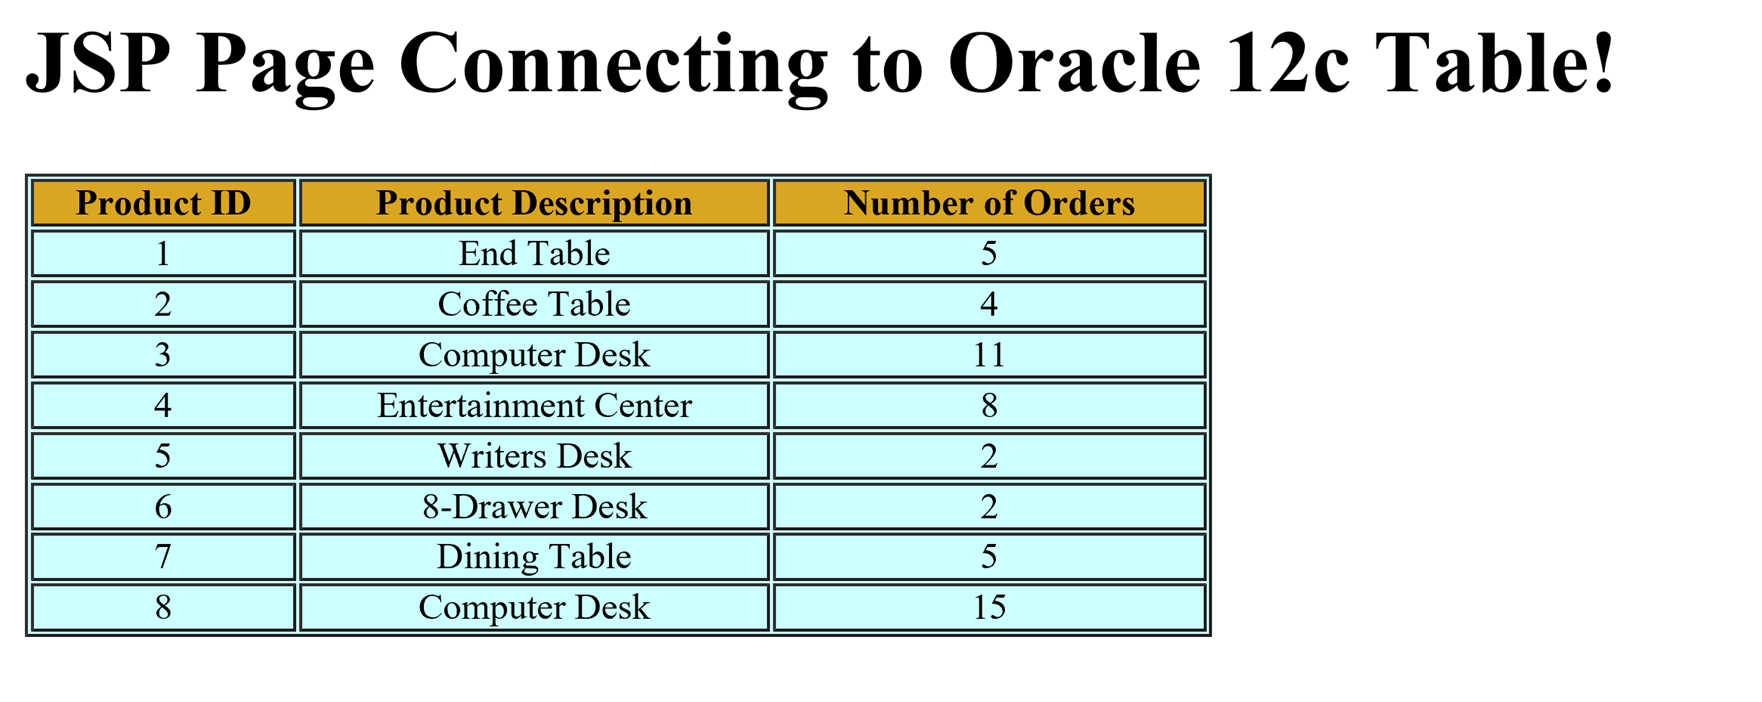 JSP Page Connecting to Oracle 12c Table!
Product ID Product Description Number of Orders
1 End Table 5
2 Coffee Table 4
3 Computer Desk 11
4 Entertainment Center 8
5 Writers Desk 2
6 8-Drawer Desk 2
7 Dining Table 5
8 Computer Desk 15